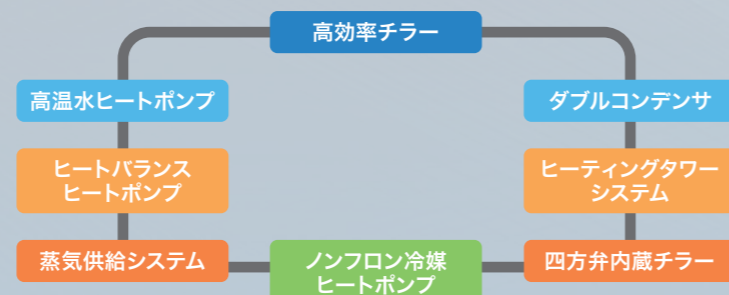 高効率チラー
高温水ヒートポンプ
ダブルコンデンサ
ヒートバランス
ヒートポンプ
ヒーティングタワー
システム
蒸気供給システム
ノンフロン冷媒
ヒートポンプ
四方弁内蔵チラー